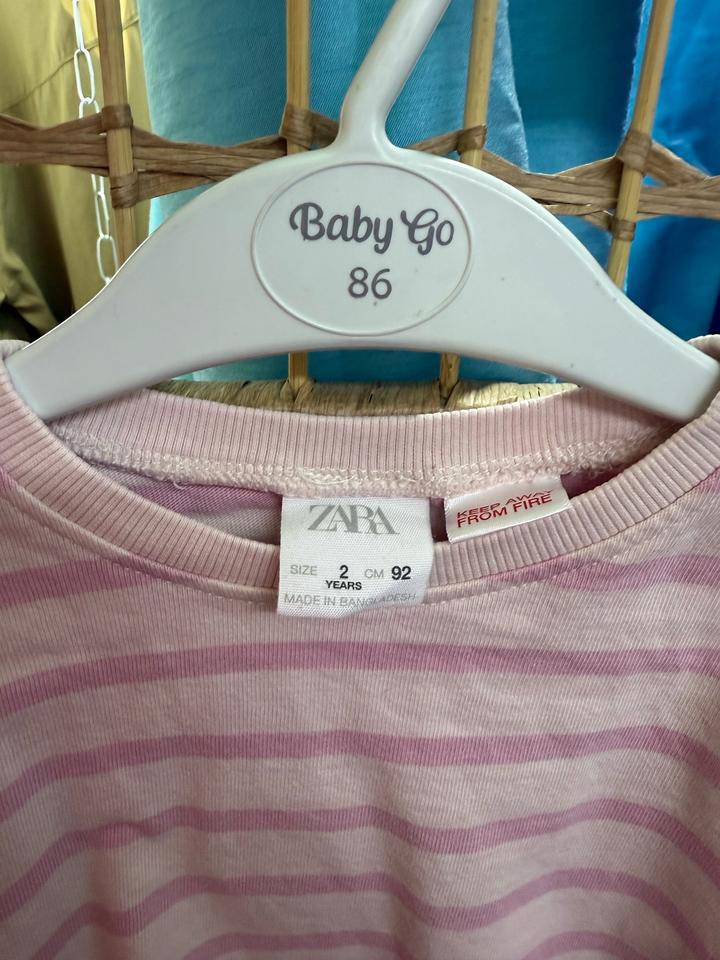 Baby Go
86
ZARA
SIZE 2 CM 92
YEARS
MADE IN BANGLADESH
KEEP AWAY
FROM FIRE